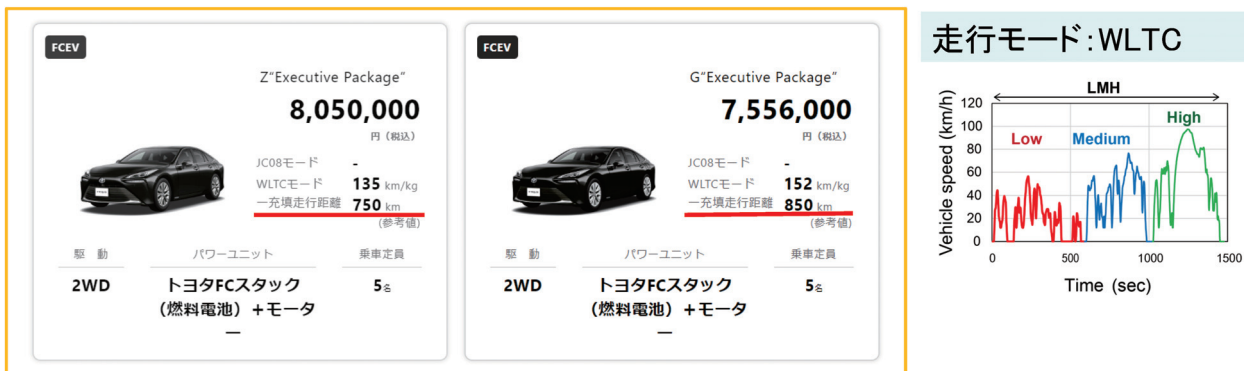 FCEV
Z“Executive Package”
8,050,000
円（税込）
JC08モード -
WLTCモード 135 km/kg
一充填走行距離 750 km
(参考値)
駆 動 パワーユニット 乗車定員
2WD トヨタFCスタック 5名
（燃料電池）+モータ
ー
FCEV
G“Executive Package”
7,556,000
円（税込）
JC08モード -
WLTCモード 152 km/kg
一充填走行距離 850 km
(参考値)
駆 動 パワーユニット 乗車定員
2WD トヨタFCスタック 5名
（燃料電池）+モータ
ー
走行モード:WLTC
LMH
Vehicle speed (km/h)
120
100
80
60
40
20
0
Low Medium High
0 500 1000 1500
Time (sec)